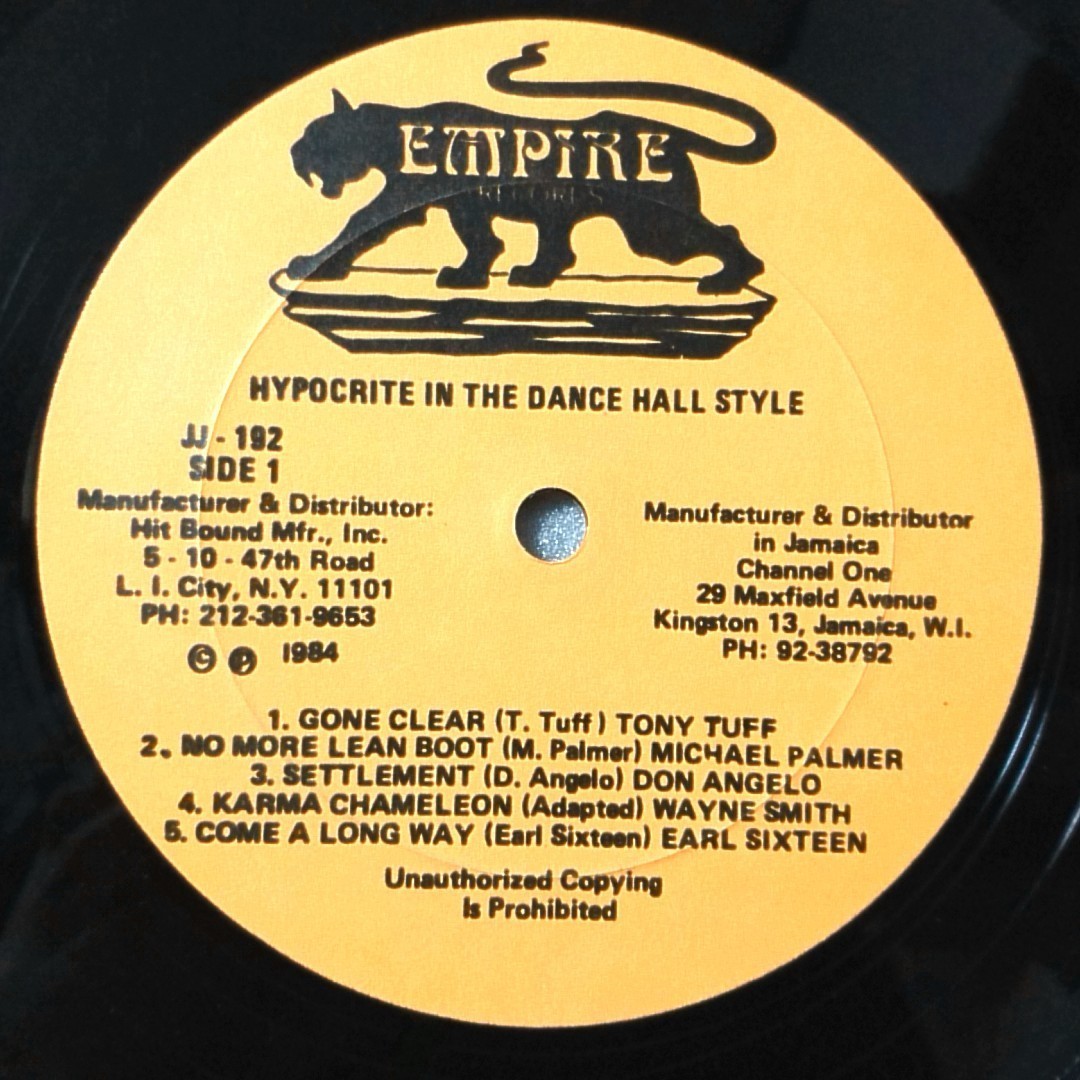 EMPIRE
RECORDS
HYPOCRITE IN THE DANCE HALL STYLE
JJ - 192
SIDE 1
Manufacturer & Distributor:
Hit Bound Mfr., Inc.
5 - 10 - 47th Road
L. I. City, N.Y. 11101
PH: 212-361-9653
© ℗ 1984
Manufacturer & Distributor
in Jamaica
Channel One
29 Maxfield Avenue
Kingston 13, Jamaica, W.I.
PH: 92-38792
1. GONE CLEAR (T. Tuff) TONY TUFF
2. NO MORE LEAN BOOT (M. Palmer) MICHAEL PALMER
3. SETTLEMENT (D. Angelo) DON ANGELO
4. KARMA CHAMELEON (Adapted) WAYNE SMITH
5. COME A LONG WAY (Earl Sixteen) EARL SIXTEEN
Unauthorized Copying
Is Prohibited